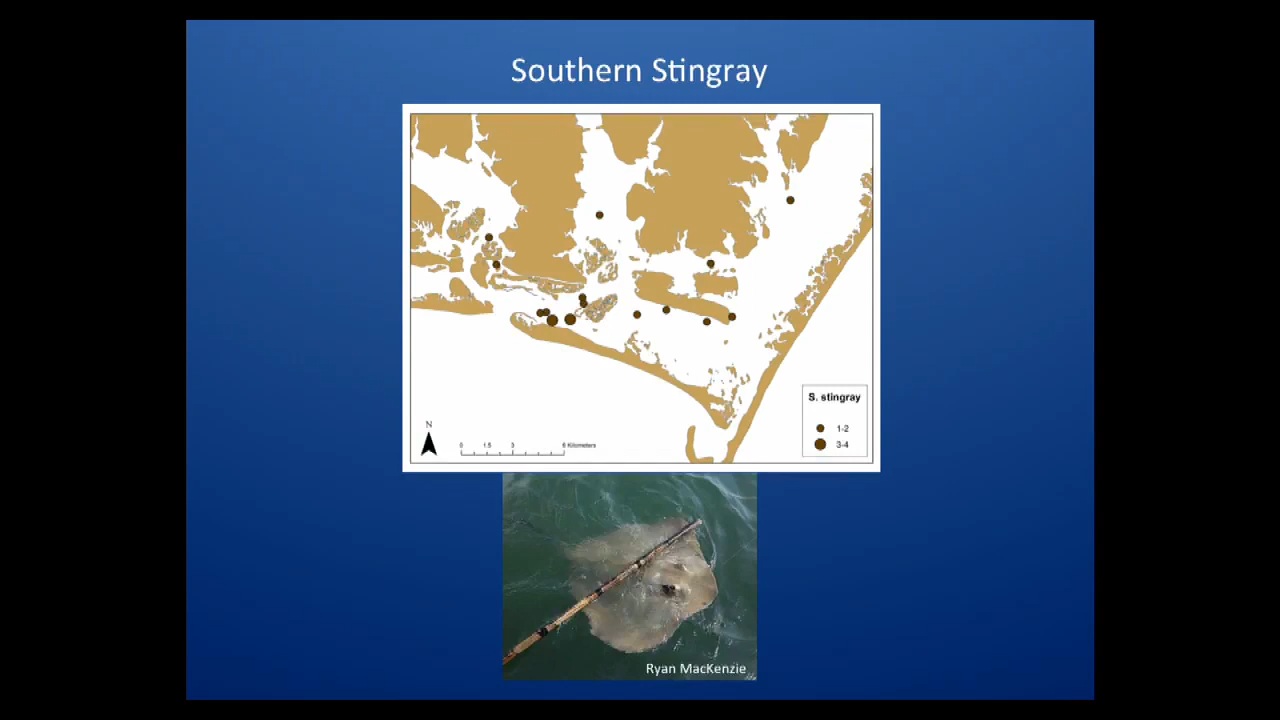 Southern Stingray
S. stingray
1-2
3-4
N
0 1.5 3 6 Kilometers
Ryan MacKenzie